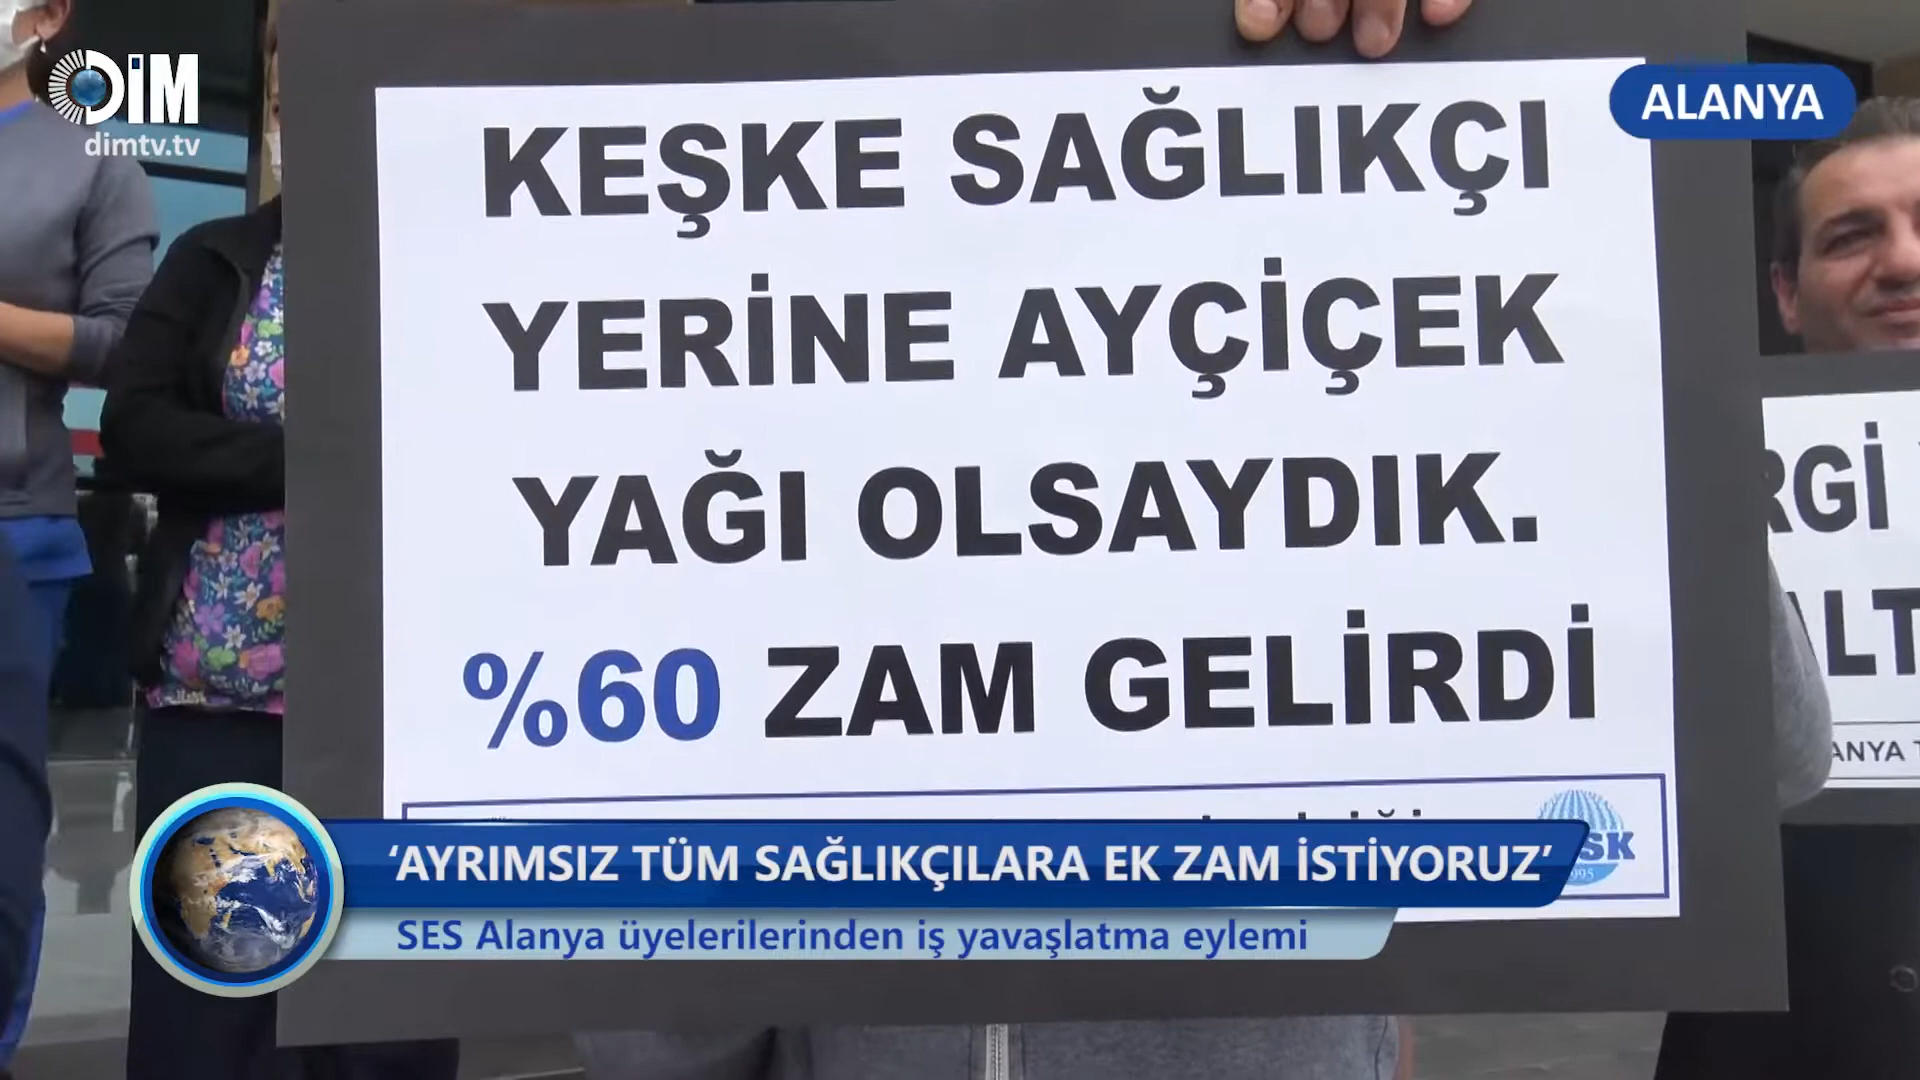 DİM
dimtv.tv
ALANYA
KEŞKE SAĞLIKÇI
YERİNE AYÇİÇEK
YAĞI OLSAYDIK.
%60 ZAM GELİRDİ
‘AYRIMSIZ TÜM SAĞLIKÇILARA EK ZAM İSTİYORUZ’
SES Alanya üyelerilerinden iş yavaşlatma eylemi